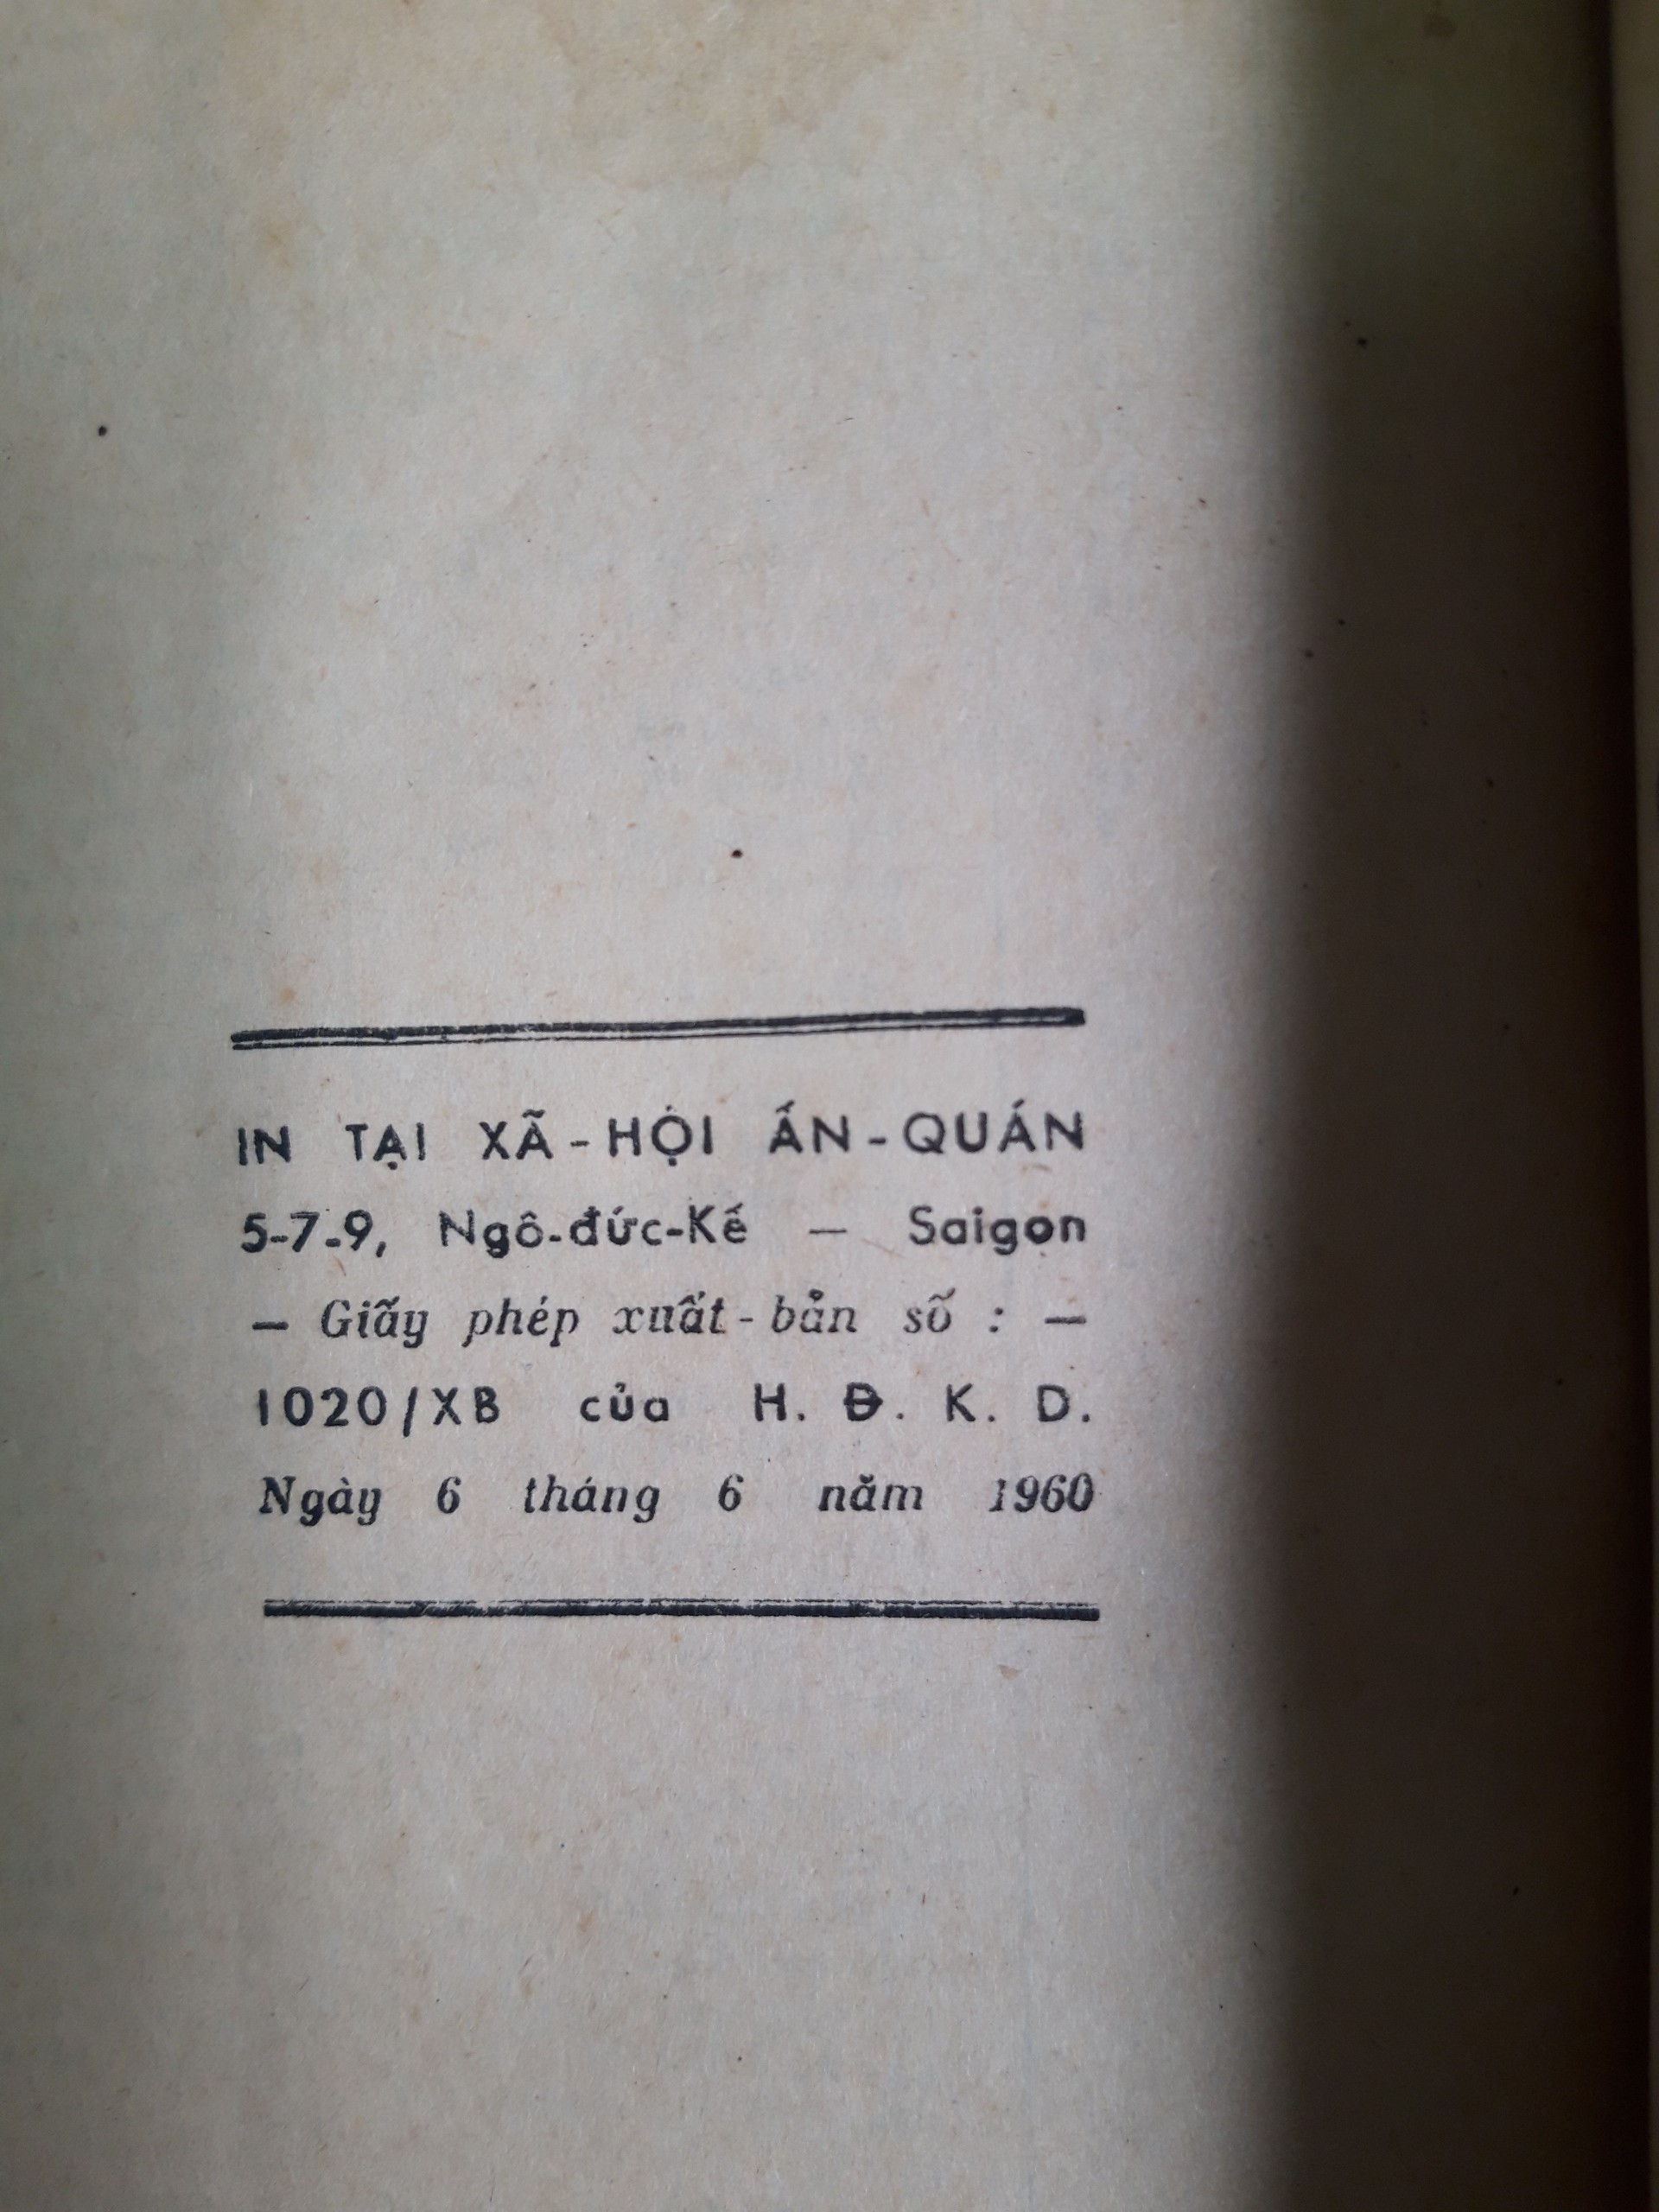 IN TẠI XÃ-HỘI ẤN-QUÁN
5-7-9, Ngô-đức-Kế — Saigon
— Giấy phép xuất-bản số : —
1020/XB của H. Đ. K. D.
Ngày 6 tháng 6 năm 1960